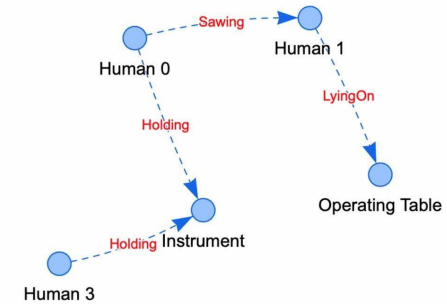 Sawing
Human 1
Human 0
LyingOn
Holding
Operating Table
Holding
Instrument
Human 3